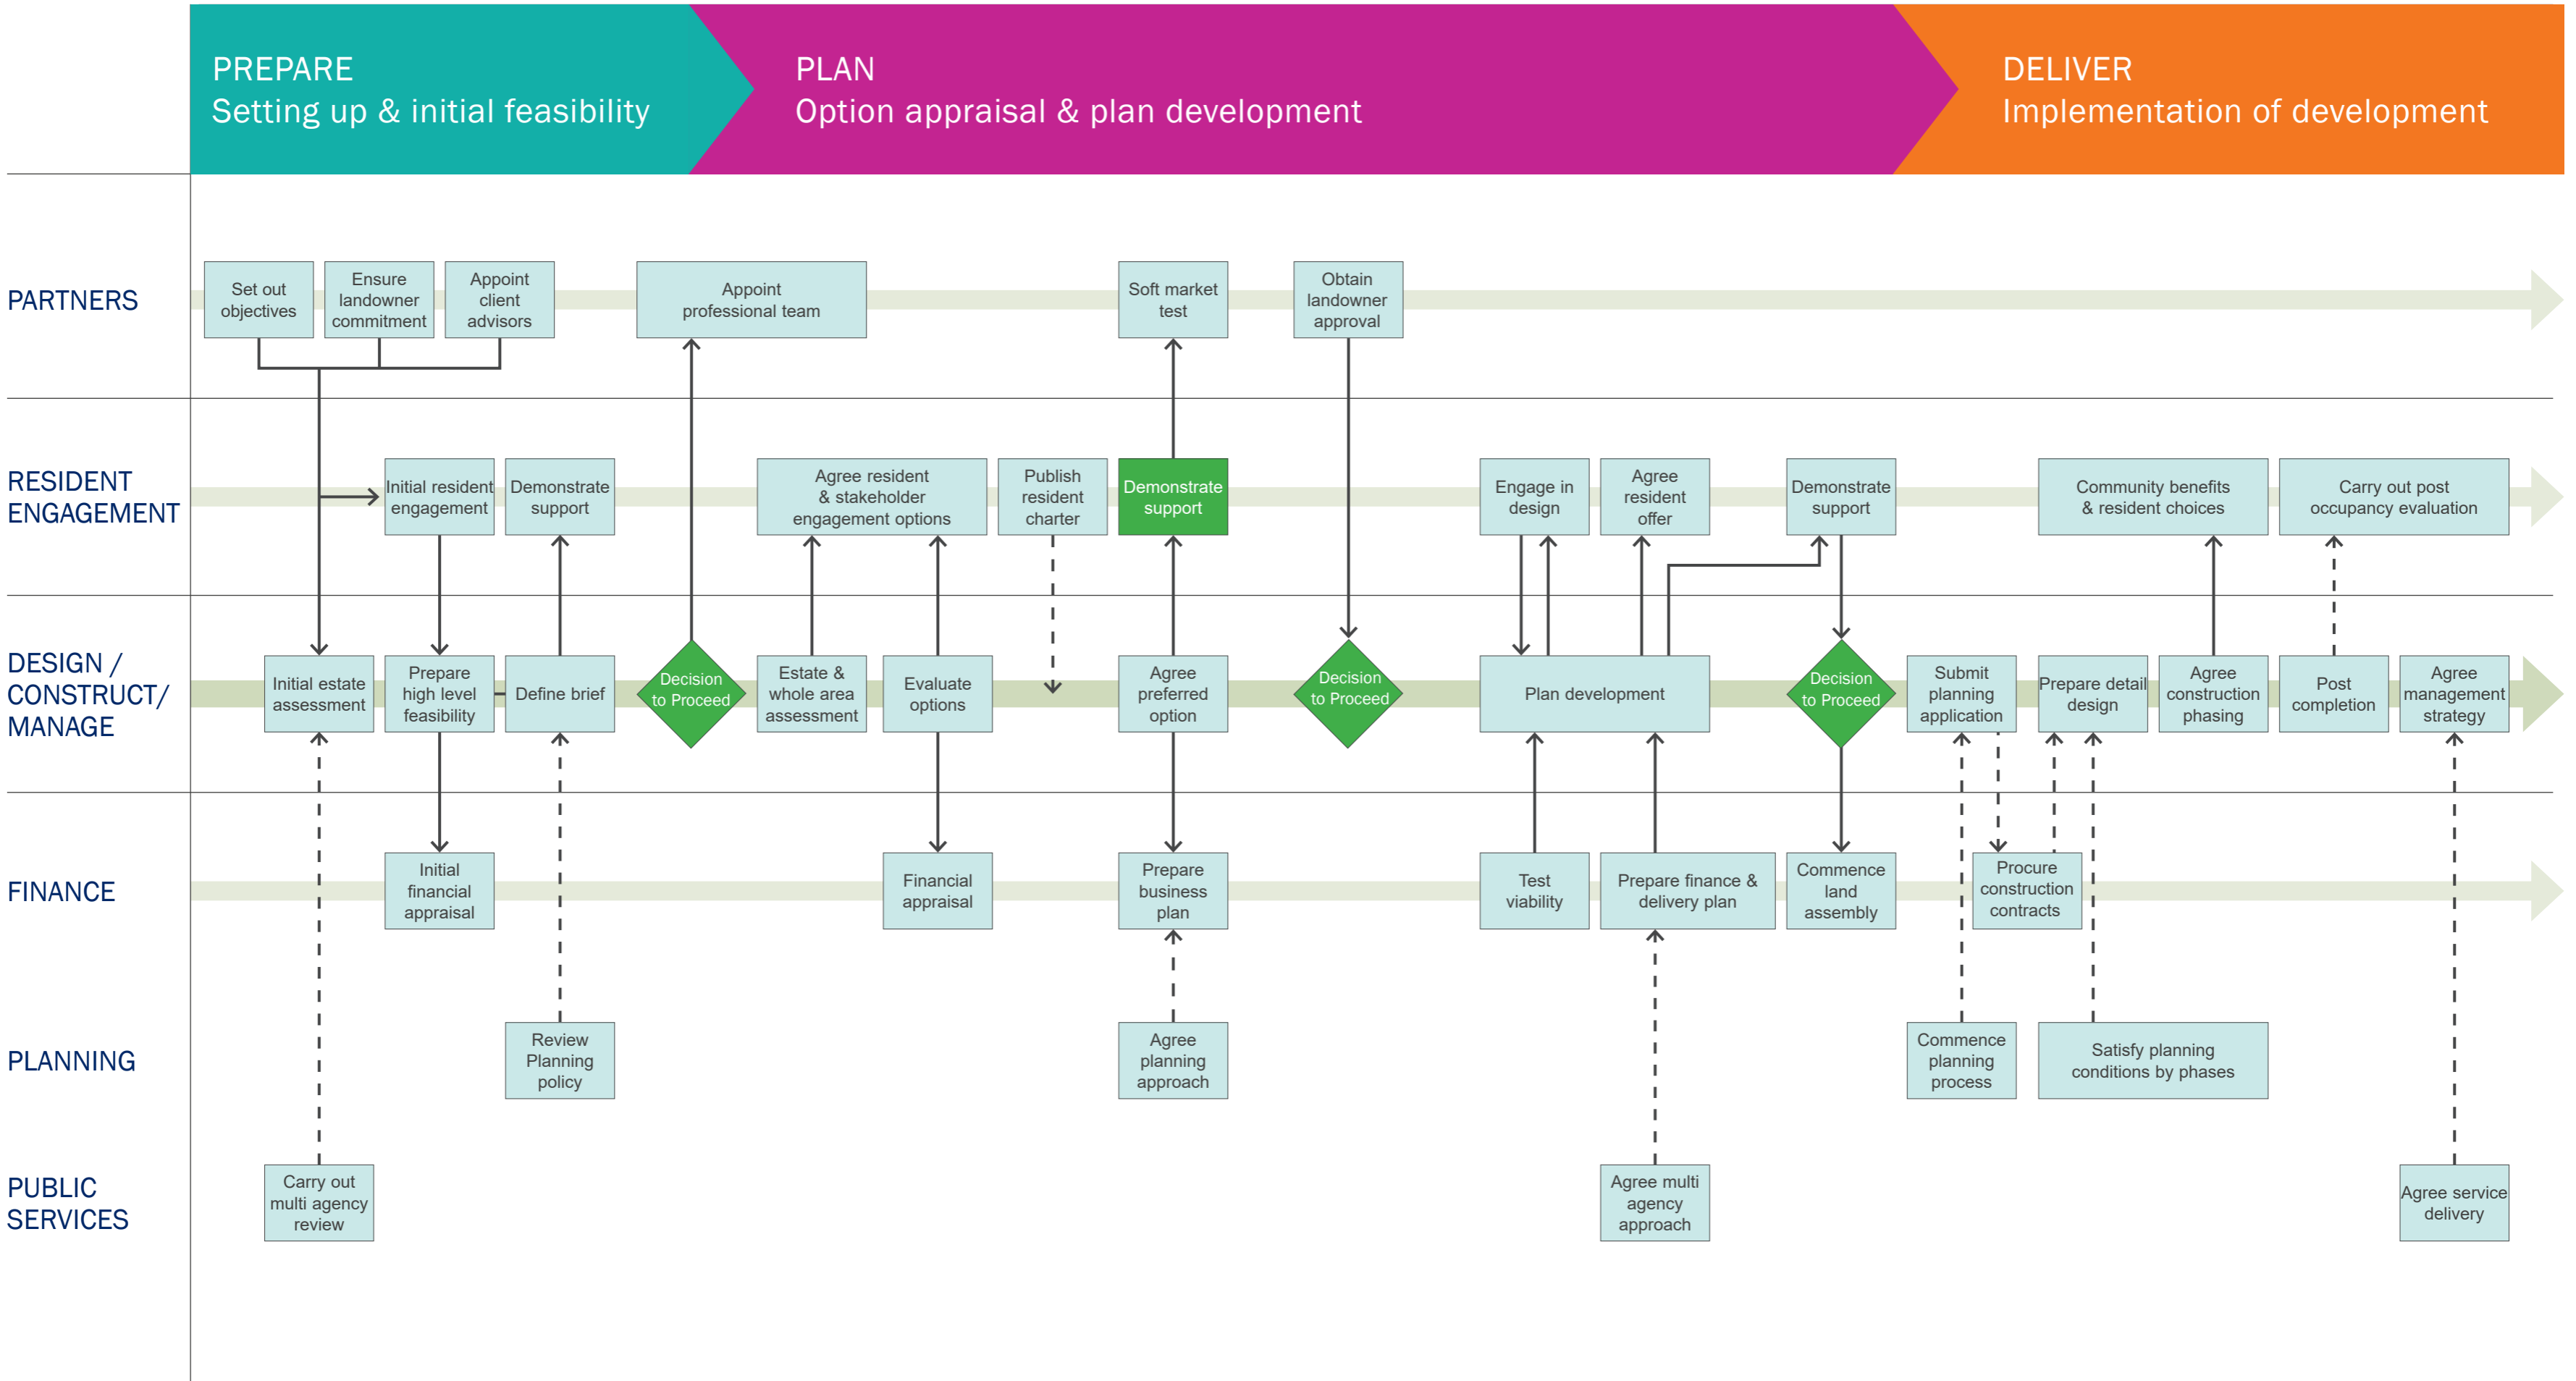 PREPARE
Setting up & initial feasibility
PLAN
Option appraisal & plan development
DELIVER
Implementation of development
PARTNERS
Set out
objectives
Ensure
landowner
commitment
Appoint
client
advisors
Appoint
professional team
Soft market
test
Obtain
landowner
approval
RESIDENT
ENGAGEMENT
Initial resident
engagement
Demonstrate
support
Agree resident
& stakeholder
engagement options
Publish
resident
charter
Demonstrate
support
Engage in
design
Agree
resident
offer
Demonstrate
support
Community benefits
& resident choices
Carry out post
occupancy evaluation
DESIGN /
CONSTRUCT/
MANAGE
Initial estate
assessment
Prepare
high level
feasibility
Define brief
Decision
to Proceed
Estate &
whole area
assessment
Evaluate
options
Agree
preferred
option
Decision
to Proceed
Plan development
Decision
to Proceed
Submit
planning
application
Prepare detail
design
Agree
construction
phasing
Post
completion
Agree
management
strategy
FINANCE
Initial
financial
appraisal
Financial
appraisal
Prepare
business
plan
Test
viability
Prepare finance &
delivery plan
Commence
land
assembly
Procure
construction
contracts
PLANNING
Review
Planning
policy
Agree
planning
approach
Commence
planning
process
Satisfy planning
conditions by phases
PUBLIC
SERVICES
Carry out
multi agency
review
Agree multi
agency
approach
Agree service
delivery